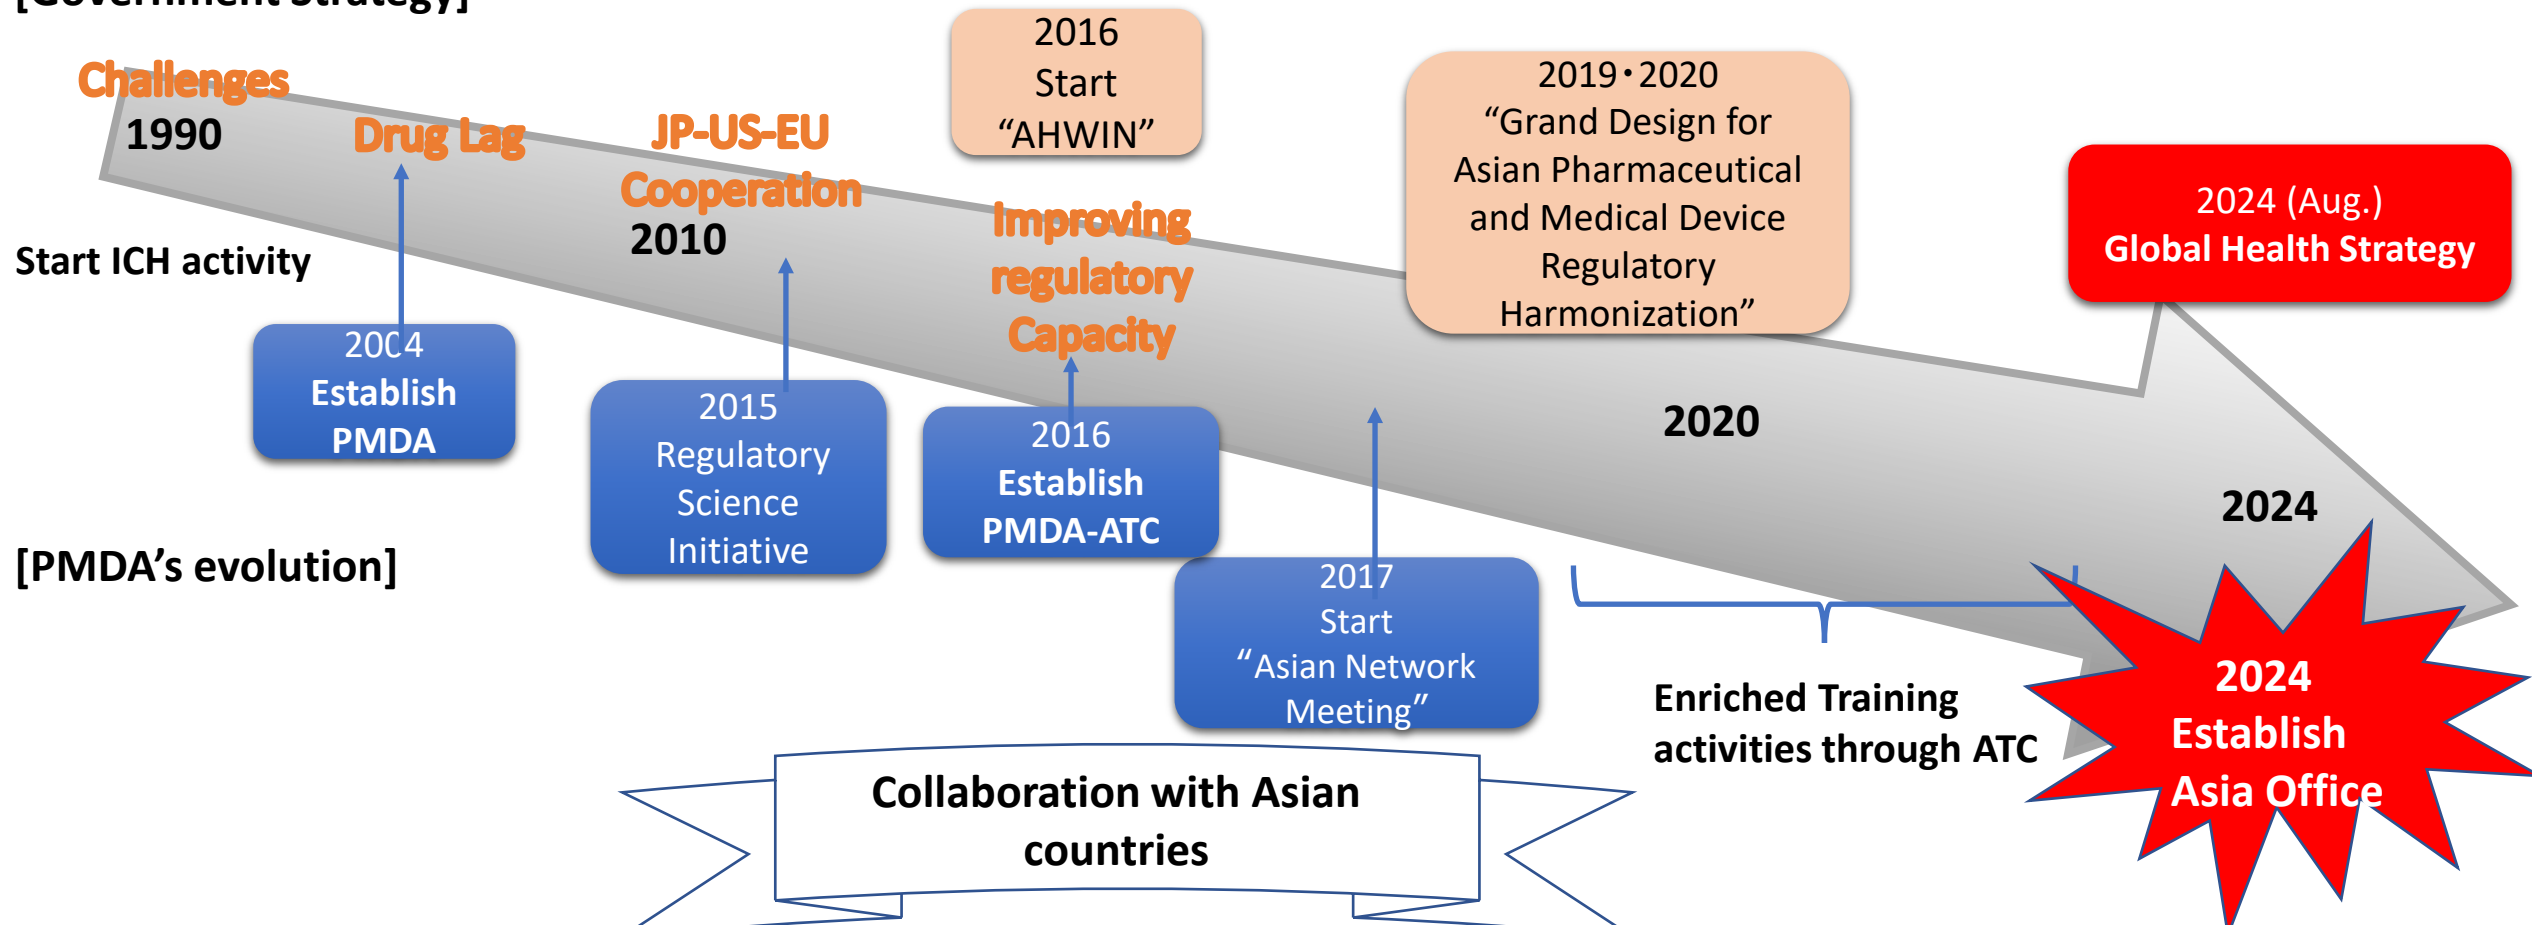 [Government Strategy]
Challenges
1990
Drug Lag
JP-US-EU
Cooperation
2010
2016
Start
“AHWIN”
Improving
regulatory
Capacity
2019・2020
“Grand Design for
Asian Pharmaceutical
and Medical Device
Regulatory
Harmonization”
2024 (Aug.)
Global Health Strategy
Start ICH activity
2004
Establish
PMDA
2015
Regulatory
Science
Initiative
2016
Establish
PMDA-ATC
2020
2024
[PMDA’s evolution]
2017
Start
“Asian Network
Meeting”
Enriched Training
activities through ATC
2024
Establish
Asia Office
Collaboration with Asian
countries